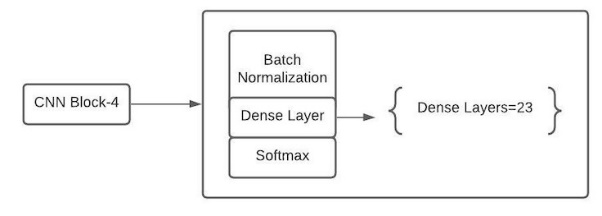 CNN Block-4
Batch
Normalization
Dense Layer
Softmax
Dense Layers=23